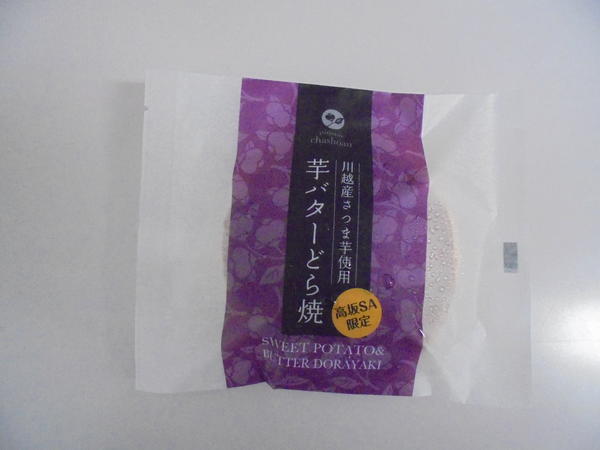 chashoan
川越産さつま芋使用
芋バターどら焼
高坂SA
限定
SWEET POTATO&
BUTTER DORAYAKI